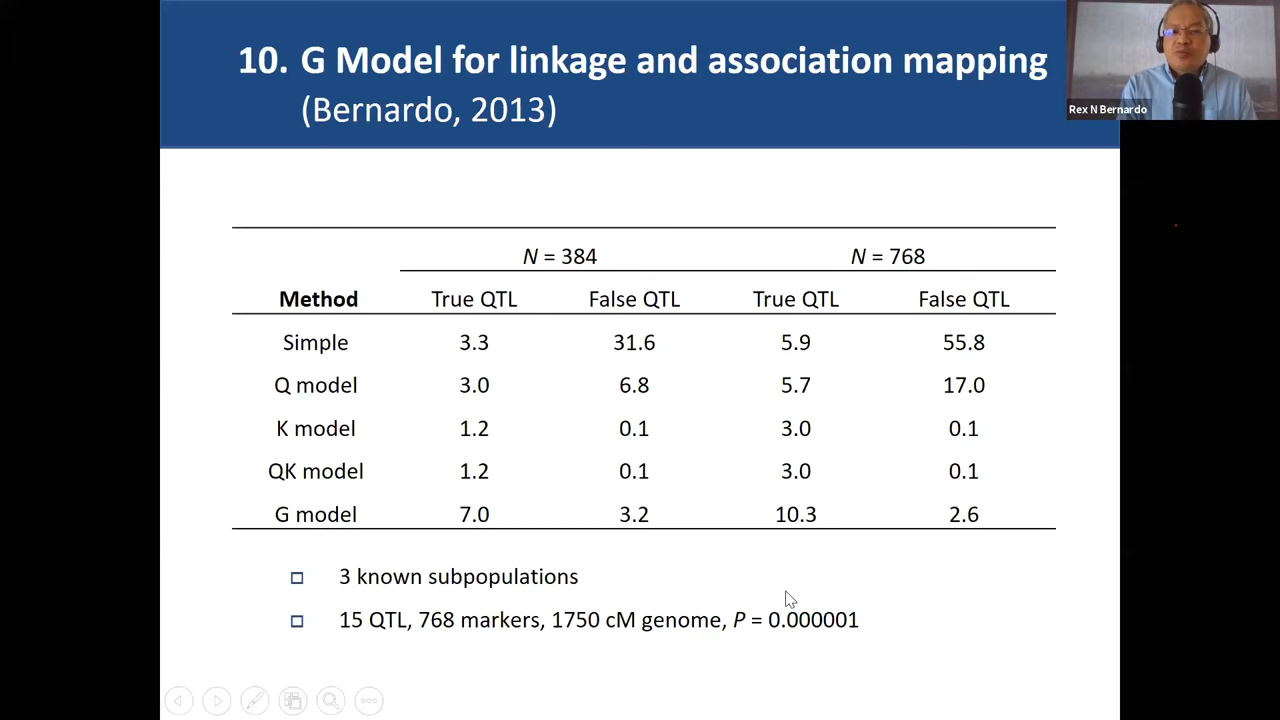 10. G Model for linkage and association mapping
(Bernardo, 2013)
Rex N Bernardo
N = 384 N = 768
Method True QTL False QTL True QTL False QTL
Simple 3.3 31.6 5.9 55.8
Q model 3.0 6.8 5.7 17.0
K model 1.2 0.1 3.0 0.1
QK model 1.2 0.1 3.0 0.1
G model 7.0 3.2 10.3 2.6
3 known subpopulations
15 QTL, 768 markers, 1750 cM genome, P = 0.000001